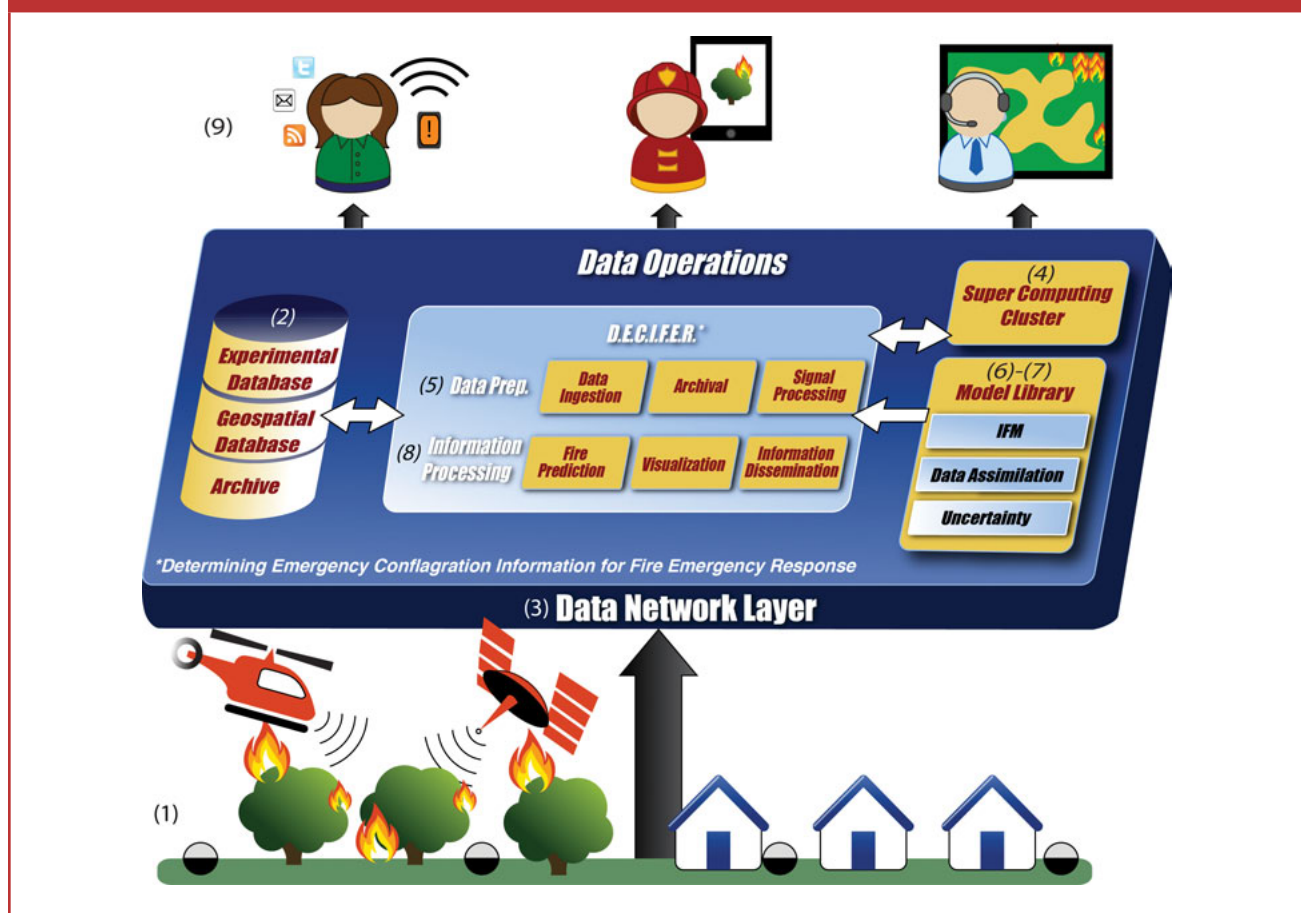 (9)
!
Data Operations
(2)
Experimental
Database
Geospatial
Database
Archive
D.E.C.I.F.E.R.*
(5) Data Prep.
Data
Ingestion
Archival
Signal
Processing
(8) Information
Processing
Fire
Prediction
Visualization
Information
Dissemination
(4)
Super Computing
Cluster
(6)-(7)
Model Library
IFM
Data Assimilation
Uncertainty
*Determining Emergency Conflagration Information for Fire Emergency Response
(3) Data Network Layer
(1)